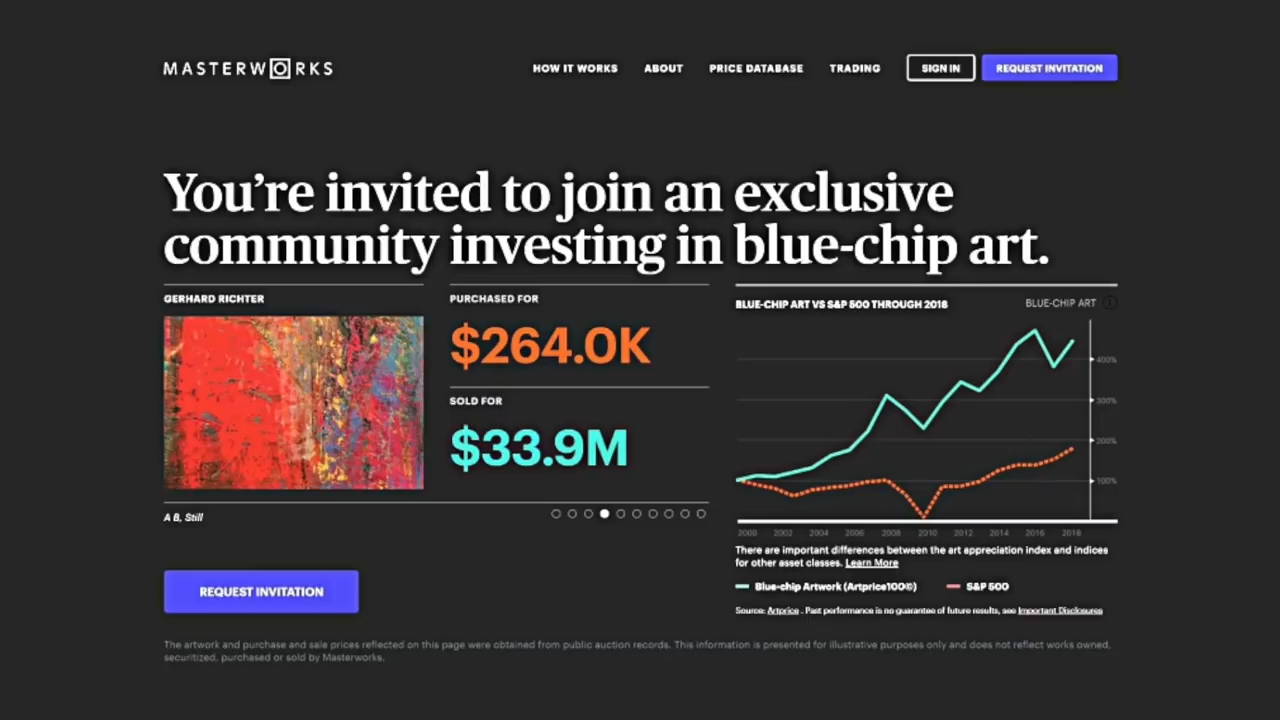 MASTERWORKS
HOW IT WORKS ABOUT PRICE DATABASE TRADING SIGN IN REQUEST INVITATION
You’re invited to join an exclusive
community investing in blue-chip art.
GERHARD RICHTER
A B, Still
PURCHASED FOR
$264.0K
SOLD FOR
$33.9M
REQUEST INVITATION
BLUE-CHIP ART VS S&P 500 THROUGH 2018
BLUE-CHIP ART
400%
300%
200%
100%
2000 2002 2004 2006 2008 2010 2012 2014 2016 2018
There are important differences between the art appreciation index and indices
for other asset classes. Learn More
Blue-chip Artwork (Artprice100©) S&P 500
Source: Artprice . Past performance is no guarantee of future results, see Important Disclosures
The artwork and purchase and sale prices reflected on this page were obtained from public auction records. This information is presented for illustrative purposes only and does not reflect works owned,
securitized, purchased or sold by Masterworks.